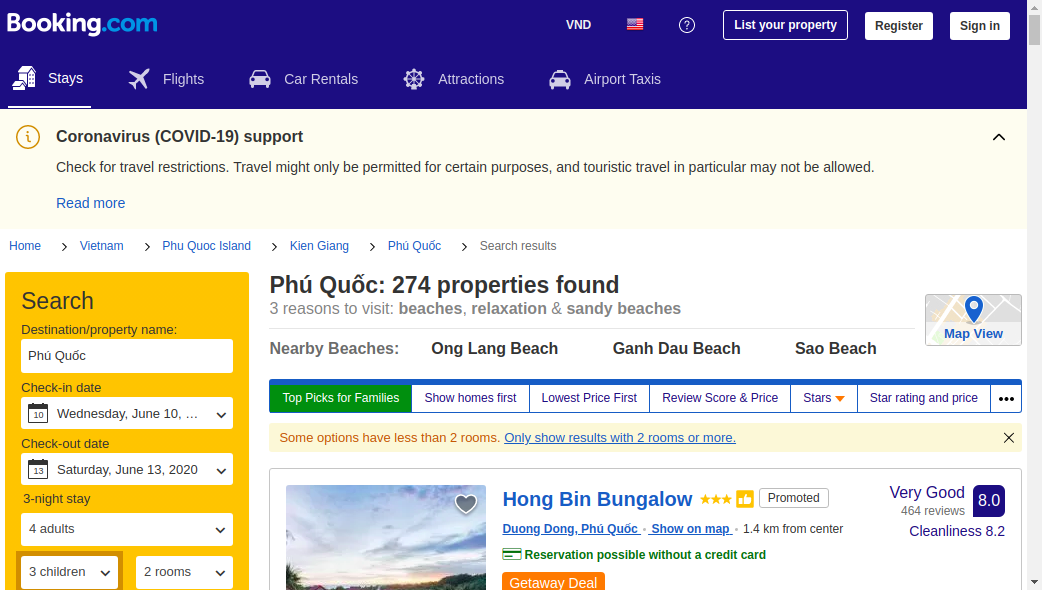 Booking.com
VND
List your property
Register
Sign in
Stays
Flights
Car Rentals
Attractions
Airport Taxis
Coronavirus (COVID-19) support
Check for travel restrictions. Travel might only be permitted for certain purposes, and touristic travel in particular may not be allowed.
Read more
Home
Vietnam
Phu Quoc Island
Kien Giang
Phú Quốc
Search results
Search
Destination/property name:
Phú Quốc
Check-in date
10 Wednesday, June 10, ...
Check-out date
13 Saturday, June 13, 2020
3-night stay
4 adults
3 children
2 rooms
Phú Quốc: 274 properties found
3 reasons to visit: beaches, relaxation & sandy beaches
Map View
Nearby Beaches: Ong Lang Beach Ganh Dau Beach Sao Beach
Top Picks for Families
Show homes first
Lowest Price First
Review Score & Price
Stars
Star rating and price
Some options have less than 2 rooms. Only show results with 2 rooms or more.
Hong Bin Bungalow
Promoted
Duong Dong, Phú Quốc • Show on map • 1.4 km from center
Reservation possible without a credit card
Getaway Deal
Very Good
464 reviews
8.0
Cleanliness 8.2